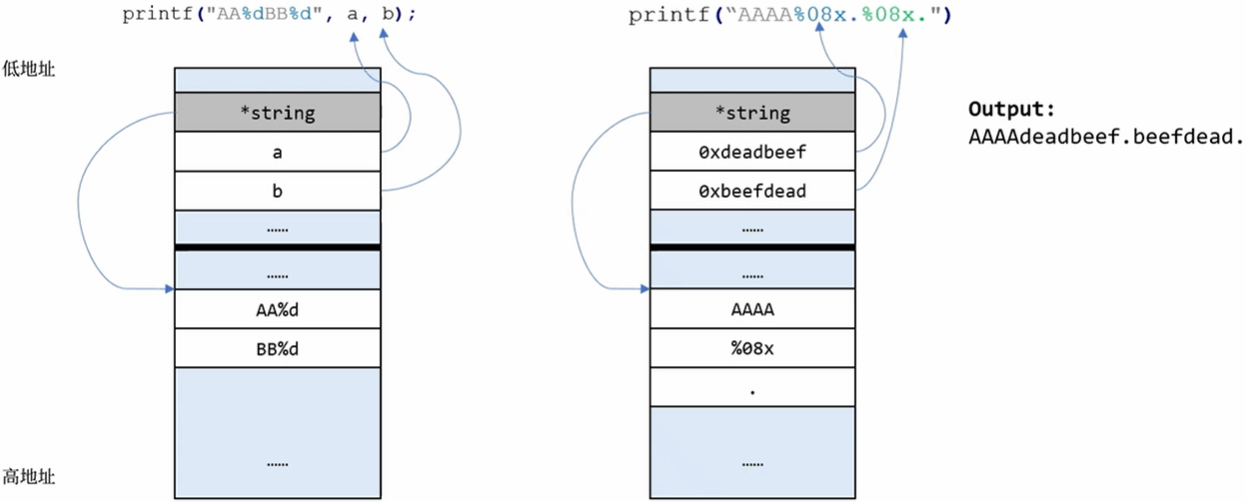 printf("AA%dBB%d", a, b);
低地址
*string
a
b
……
……
AA%d
BB%d
……
高地址
printf(“AAAA%08x.%08x.")
*string
0xdeadbeef
0xbeefdead
……
……
AAAA
%08x
.
……
Output:
AAAAdeadbeef.beefdead.